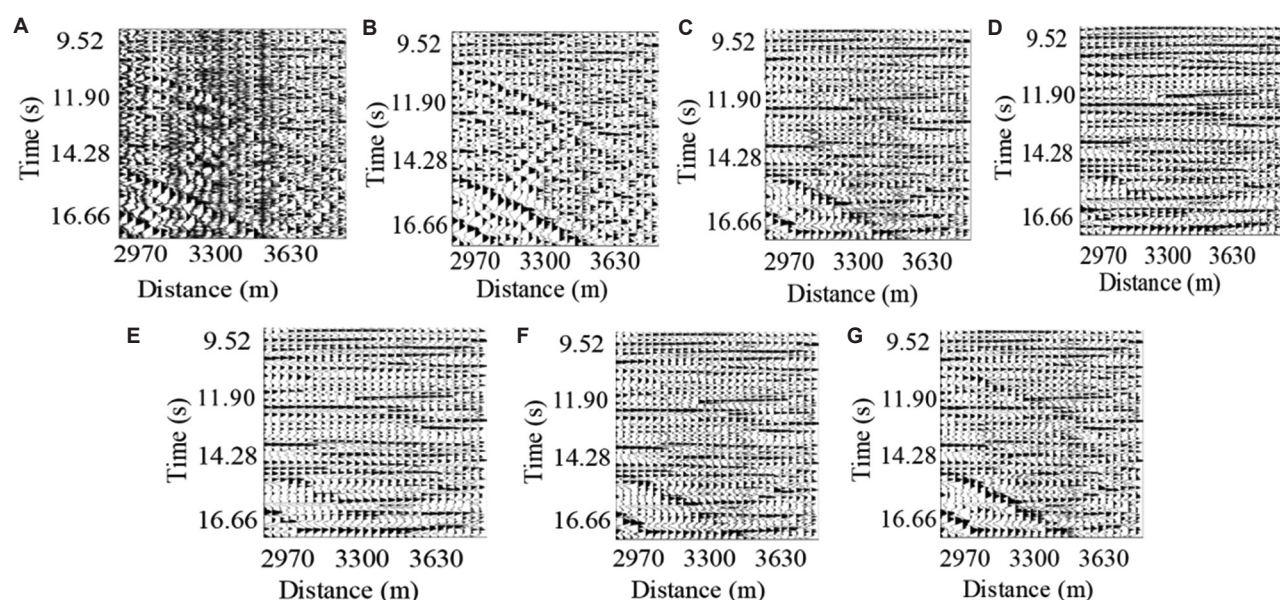 A
9.52
11.90
14.28
16.66
Time (s)
2970 3300 3630
Distance (m)
B
9.52
11.90
14.28
16.66
Time (s)
2970 3300 3630
Distance (m)
C
9.52
11.90
14.28
16.66
Time (s)
2970 3300 3630
Distance (m)
D
9.52
11.90
14.28
16.66
Time (s)
2970 3300 3630
Distance (m)
E
9.52
11.90
14.28
16.66
Time (s)
2970 3300 3630
Distance (m)
F
9.52
11.90
14.28
16.66
Time (s)
2970 3300 3630
Distance (m)
G
9.52
11.90
14.28
16.66
Time (s)
2970 3300 3630
Distance (m)